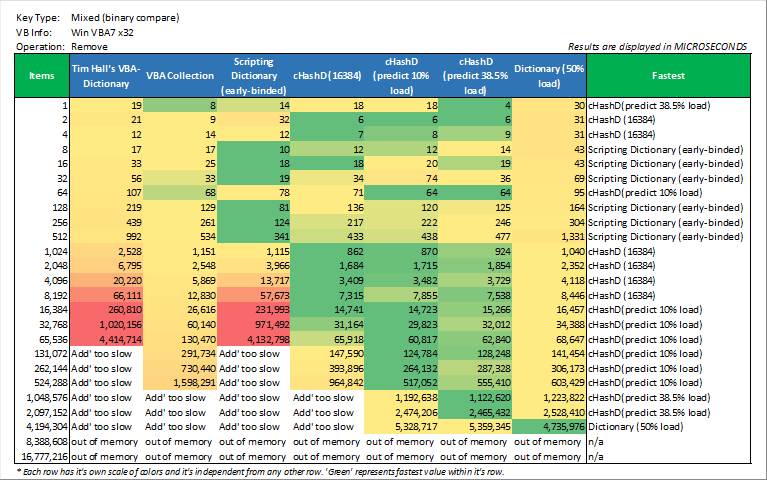 Key Type: Mixed (binary compare)
VB Info: Win VBA7 x32
Operation: Remove
Results are displayed in MICROSECONDS
Items Tim Hall's VBA-Dictionary VBA Collection Scripting Dictionary (early-binded) cHashD (16384) cHashD (predict 10% load) cHashD (predict 38.5% load) Dictionary (50% load) Fastest
1 19 8 14 18 18 4 30 cHashD(predict 38.5% load)
2 21 9 32 6 6 6 31 cHashD (16384)
4 12 14 12 7 8 9 31 cHashD (16384)
8 17 17 10 12 12 14 43 Scripting Dictionary (early-binded)
16 33 25 18 18 20 19 43 Scripting Dictionary (early-binded)
32 56 33 19 34 74 36 69 Scripting Dictionary (early-binded)
64 107 68 78 71 64 64 95 cHashD(predict 10% load)
128 219 129 81 136 120 125 164 Scripting Dictionary (early-binded)
256 439 261 124 217 222 246 304 Scripting Dictionary (early-binded)
512 992 534 341 433 438 477 1,331 Scripting Dictionary (early-binded)
1,024 2,528 1,151 1,115 862 870 924 1,040 cHashD (16384)
2,048 6,795 2,548 3,966 1,684 1,715 1,854 2,352 cHashD (16384)
4,096 20,220 5,869 13,717 3,409 3,482 3,729 4,118 cHashD (16384)
8,192 66,111 12,830 57,673 7,315 7,855 7,538 8,446 cHashD (16384)
16,384 260,810 26,616 231,993 14,741 14,723 15,266 16,457 cHashD(predict 10% load)
32,768 1,020,156 60,140 971,492 31,164 29,823 32,012 34,388 cHashD(predict 10% load)
65,536 4,414,714 130,470 4,132,798 65,918 60,817 62,840 68,647 cHashD(predict 10% load)
131,072 Add' too slow 291,734 Add' too slow 147,590 124,784 128,248 141,454 cHashD(predict 10% load)
262,144 Add' too slow 730,440 Add' too slow 393,896 264,132 287,328 306,173 cHashD(predict 10% load)
524,288 Add' too slow 1,598,291 Add' too slow 964,842 517,052 555,410 603,429 cHashD(predict 10% load)
1,048,576 Add' too slow Add' too slow Add' too slow Add' too slow 1,192,638 1,122,620 1,223,822 cHashD(predict 38.5% load)
2,097,152 Add' too slow Add' too slow Add' too slow Add' too slow 2,474,206 2,465,432 2,528,410 cHashD(predict 38.5% load)
4,194,304 Add' too slow Add' too slow Add' too slow Add' too slow 5,328,717 5,359,345 4,735,976 Dictionary (50% load)
8,388,608 out of memory out of memory out of memory out of memory out of memory out of memory out of memory n/a
16,777,216 out of memory out of memory out of memory out of memory out of memory out of memory out of memory n/a
* Each row has it's own scale of colors and it's independent from any other row. 'Green' represents fastest value within it's row.